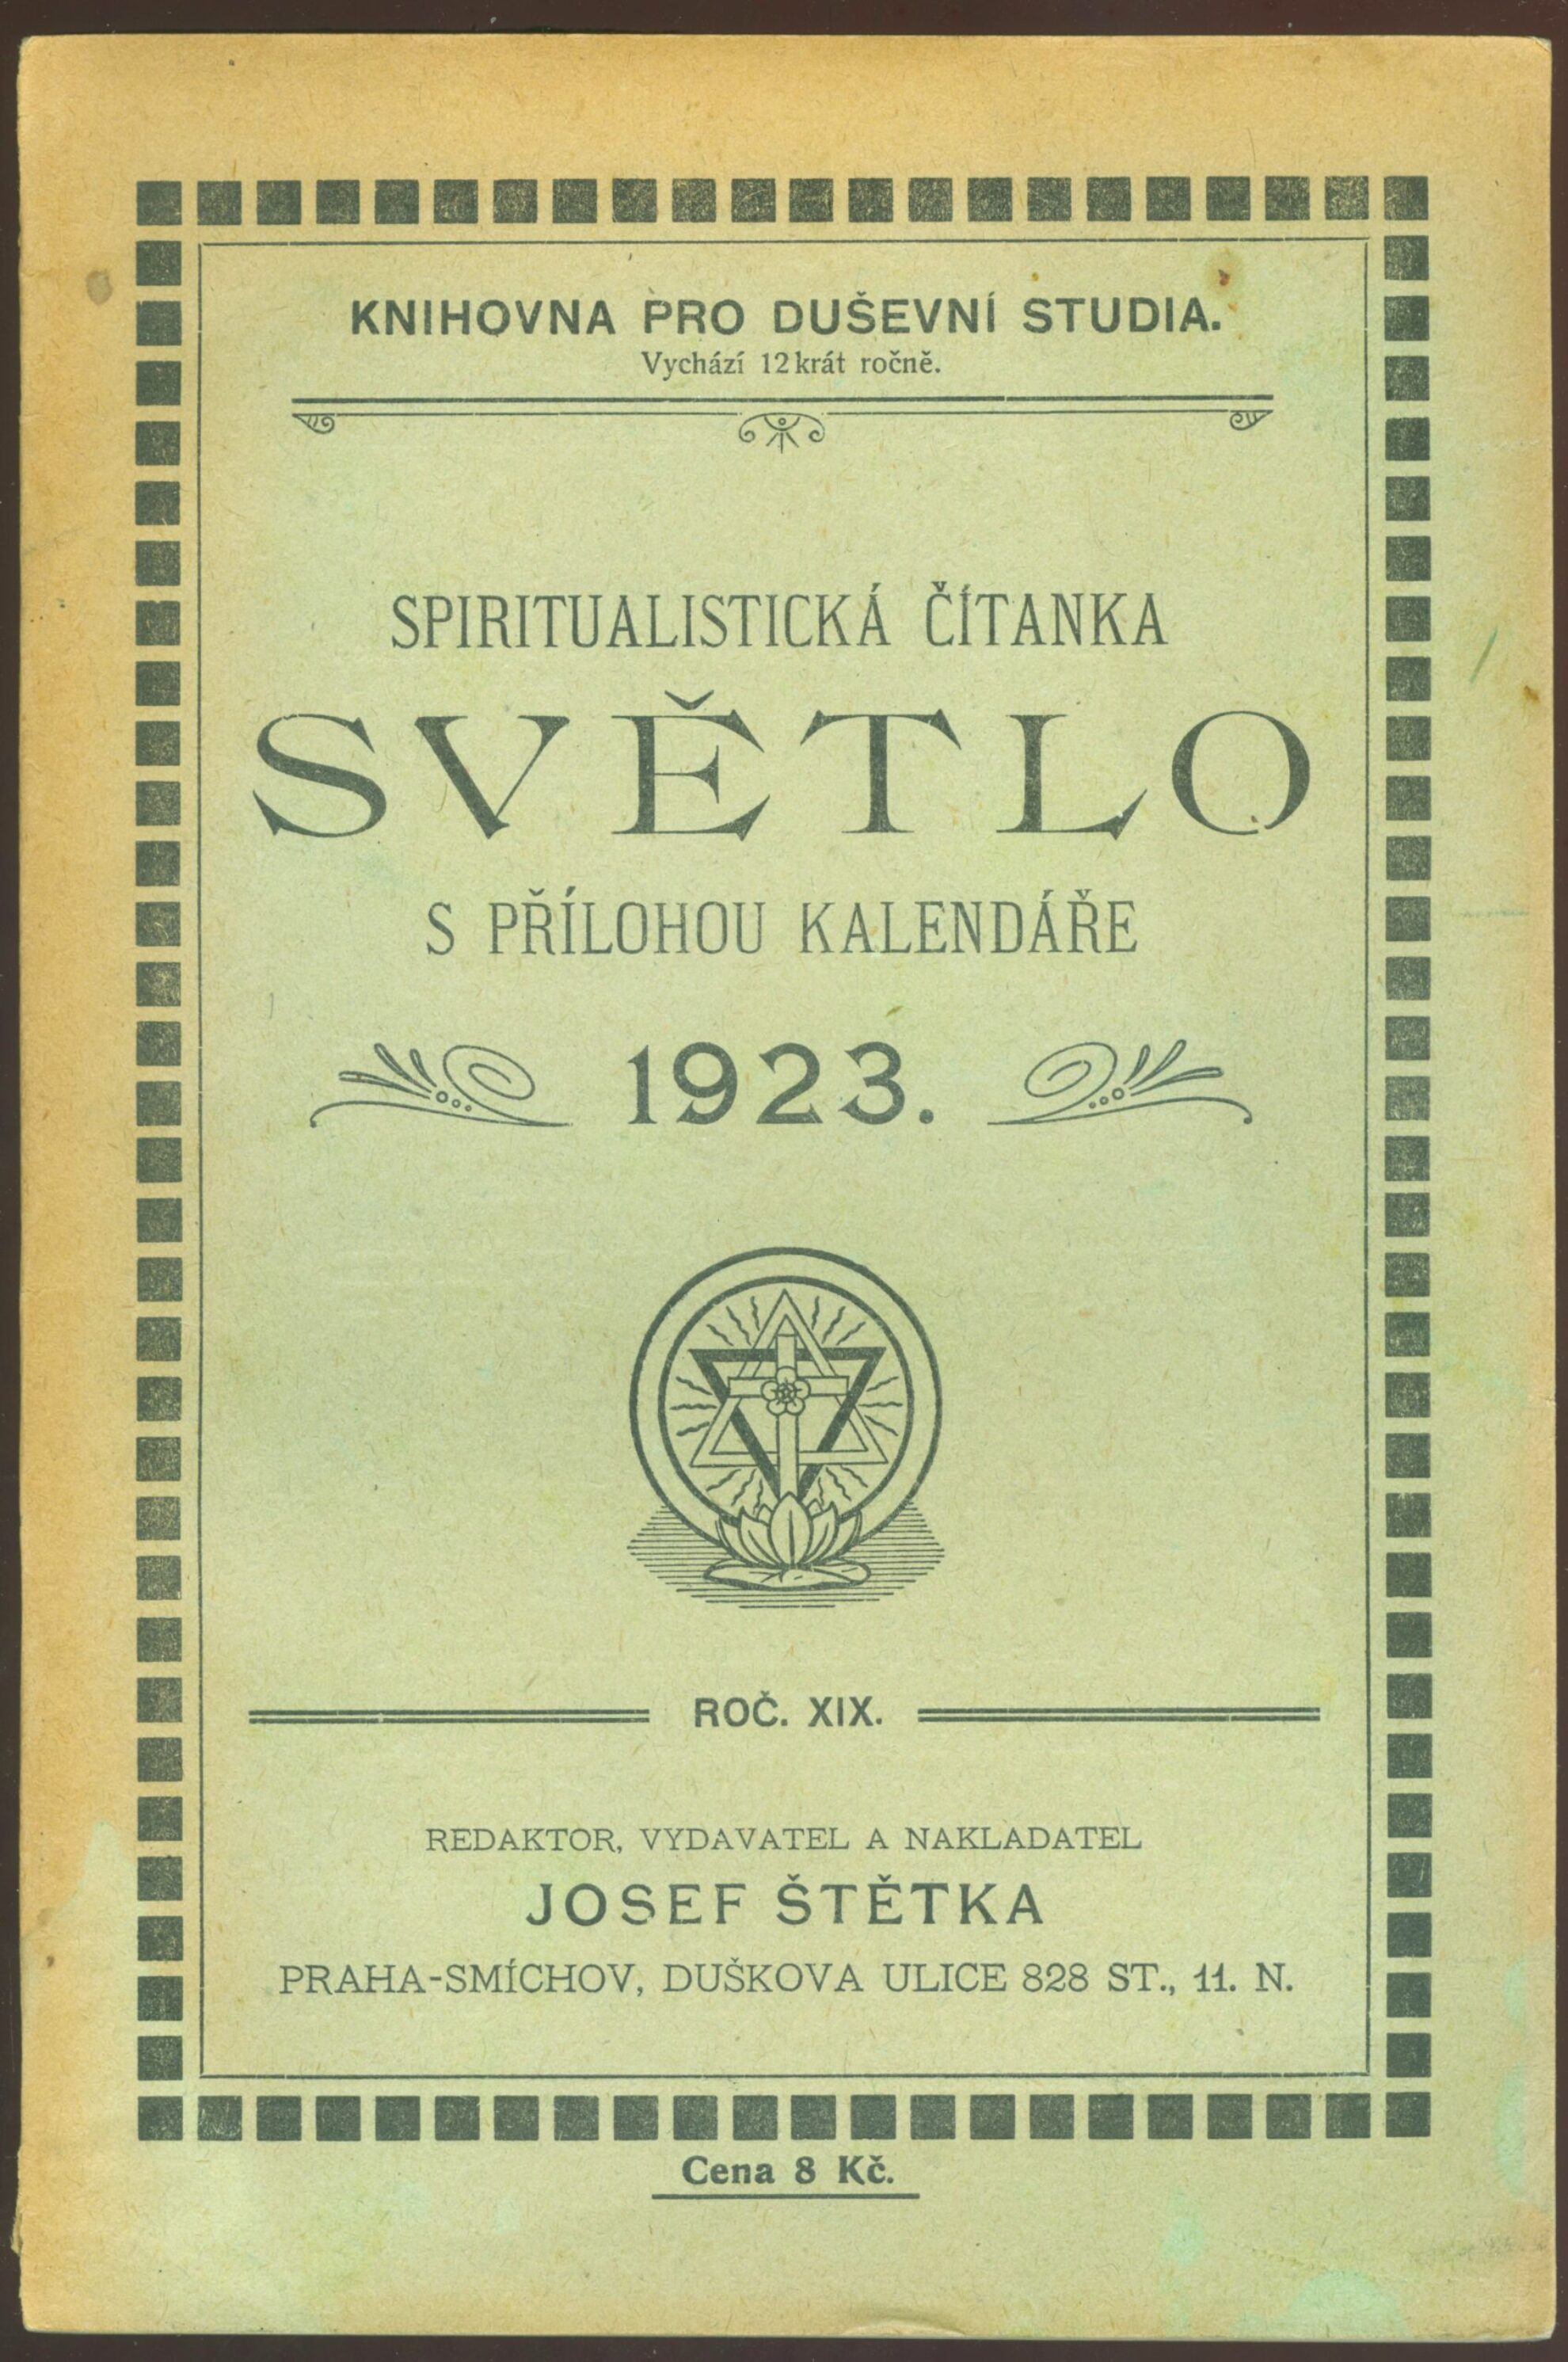 KNIHOVNA PRO DUŠEVNÍ STUDIA.
Vychází 12krát ročně.
SPIRITUALISTICKÁ ČÍTANKA
SVĚTLO
S PŘÍLOHOU KALENDÁŘE
1923.
ROČ. XIX.
REDAKTOR, VYDAVATEL A NAKLADATEL
JOSEF ŠTĚTKA
PRAHA-SMÍCHOV, DUŠKOVA ULICE 828 ST., 11. N.
Cena 8 Kč.